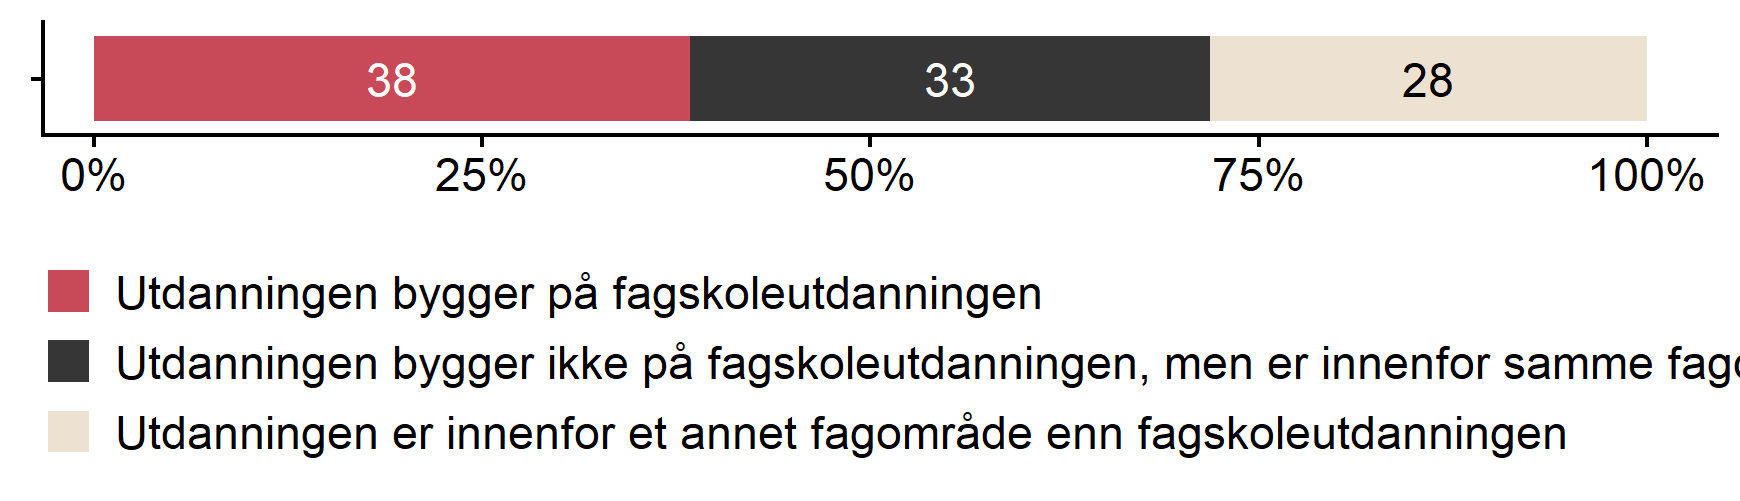 38 33 28
0% 25% 50% 75% 100%
Utdanningen bygger på fagskoleutdanningen
Utdanningen bygger ikke på fagskoleutdanningen, men er innenfor samme
Utdanningen er innenfor et annet fagområde enn fagskoleutdanningen